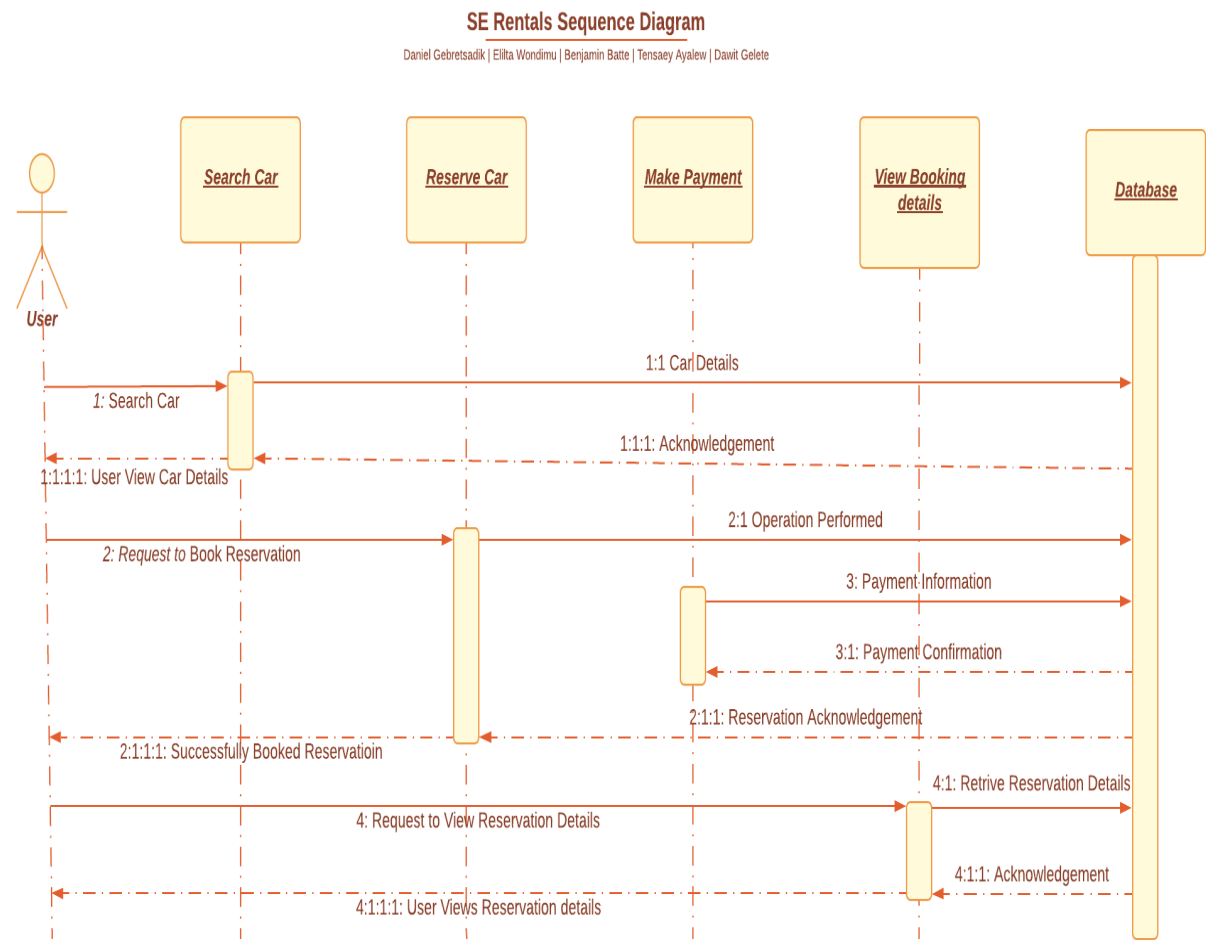 SE Rentals Sequence Diagram
Daniel Gebretsadik | Elilta Wondimu | Benjamin Batte | Tensaey Ayalew | Dawit Gelete
Search Car
Reserve Car
Make Payment
View Booking
details
Database
User
1:1 Car Details
1: Search Car
1:1:1: Acknowledgement
1:1:1:1: User View Car Details
2:1 Operation Performed
2: Request to Book Reservation
3: Payment Information
3:1: Payment Confirmation
2:1:1: Reservation Acknowledgement
2:1:1:1: Successfully Booked Reservatioin
4:1: Retrive Reservation Details
4: Request to View Reservation Details
4:1:1: Acknowledgement
4:1:1:1: User Views Reservation details